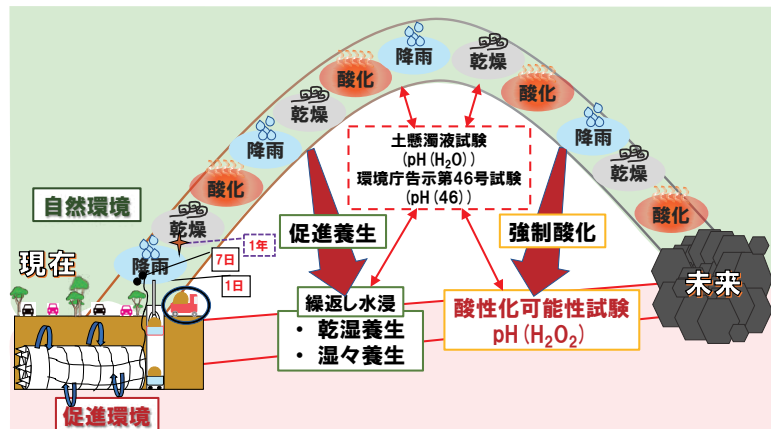 降雨
乾燥
酸化
降雨
乾燥
酸化
降雨
乾燥
酸化
降雨
乾燥
酸化
土懸濁液試験
(pH(H₂O))
環境庁告示第46号試験
(pH(46))
自然環境
現在
1年
7日
1日
促進養生
強制酸化
未来
繰返し水浸
・ 乾湿養生
・ 湿々養生
酸性化可能性試験
pH(H₂O₂)
促進環境